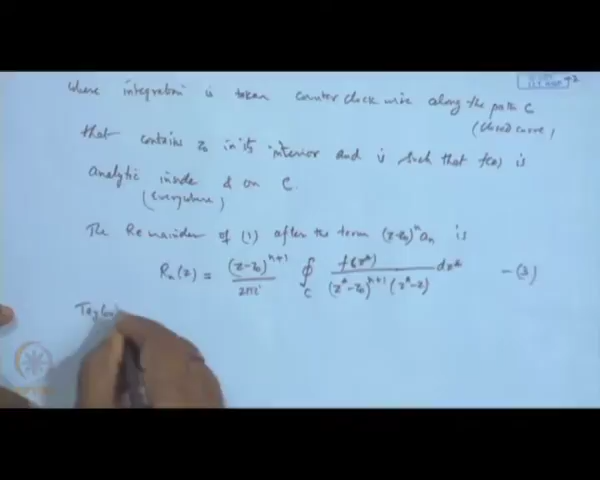 where integration is taken counter clock wise along the path C
(closed curve)
that contains z₀ in its interior and is such that f(z) is
analytic inside & on C.
(everywhere)
The Remainder of (1) after the term (z-z₀)ⁿ aₙ is
Rₙ(z) = (z-z₀)ⁿ⁺¹ / 2πi ∮_C f(z*) / (z*-z₀)ⁿ⁺¹ (z*-z) dz* — (3)
Taylor